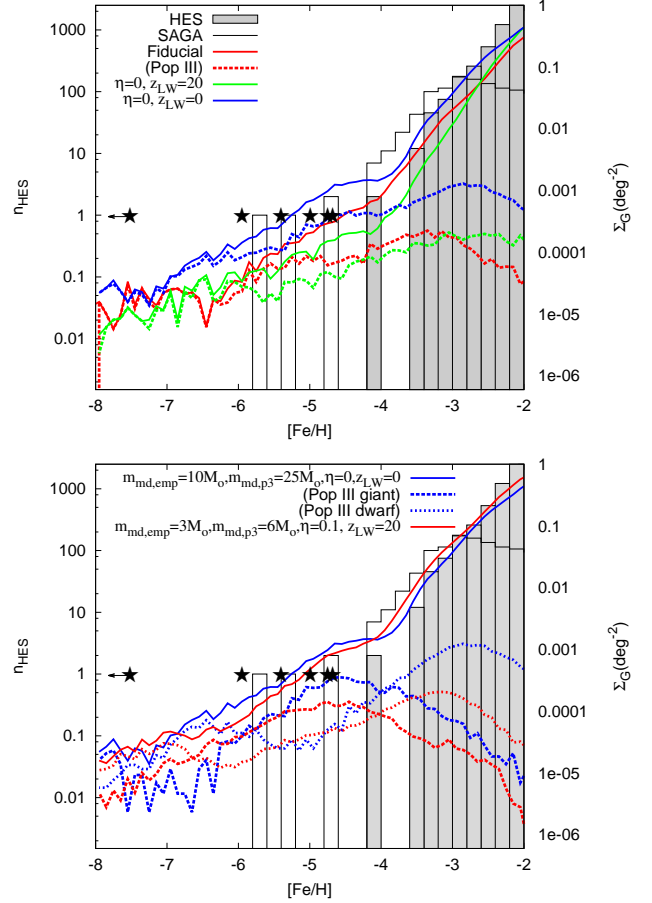 HES
SAGA
Fiducial
(Pop III)
η=0, z_LW=20
η=0, z_LW=0
1000
100
10
1
0.1
0.01
n_HES
1
0.1
0.01
0.001
0.0001
1e-05
1e-06
Σ_G(deg⁻²)
-8 -7 -6 -5 -4 -3 -2
[Fe/H]
m_md,emp=10M_o,m_md,p3=25M_o,η=0,z_LW=0
(Pop III giant)
(Pop III dwarf)
m_md,emp=3M_o,m_md,p3=6M_o,η=0.1, z_LW=20
1000
100
10
1
0.1
0.01
n_HES
1
0.1
0.01
0.001
0.0001
1e-05
1e-06
Σ_G(deg⁻²)
-8 -7 -6 -5 -4 -3 -2
[Fe/H]